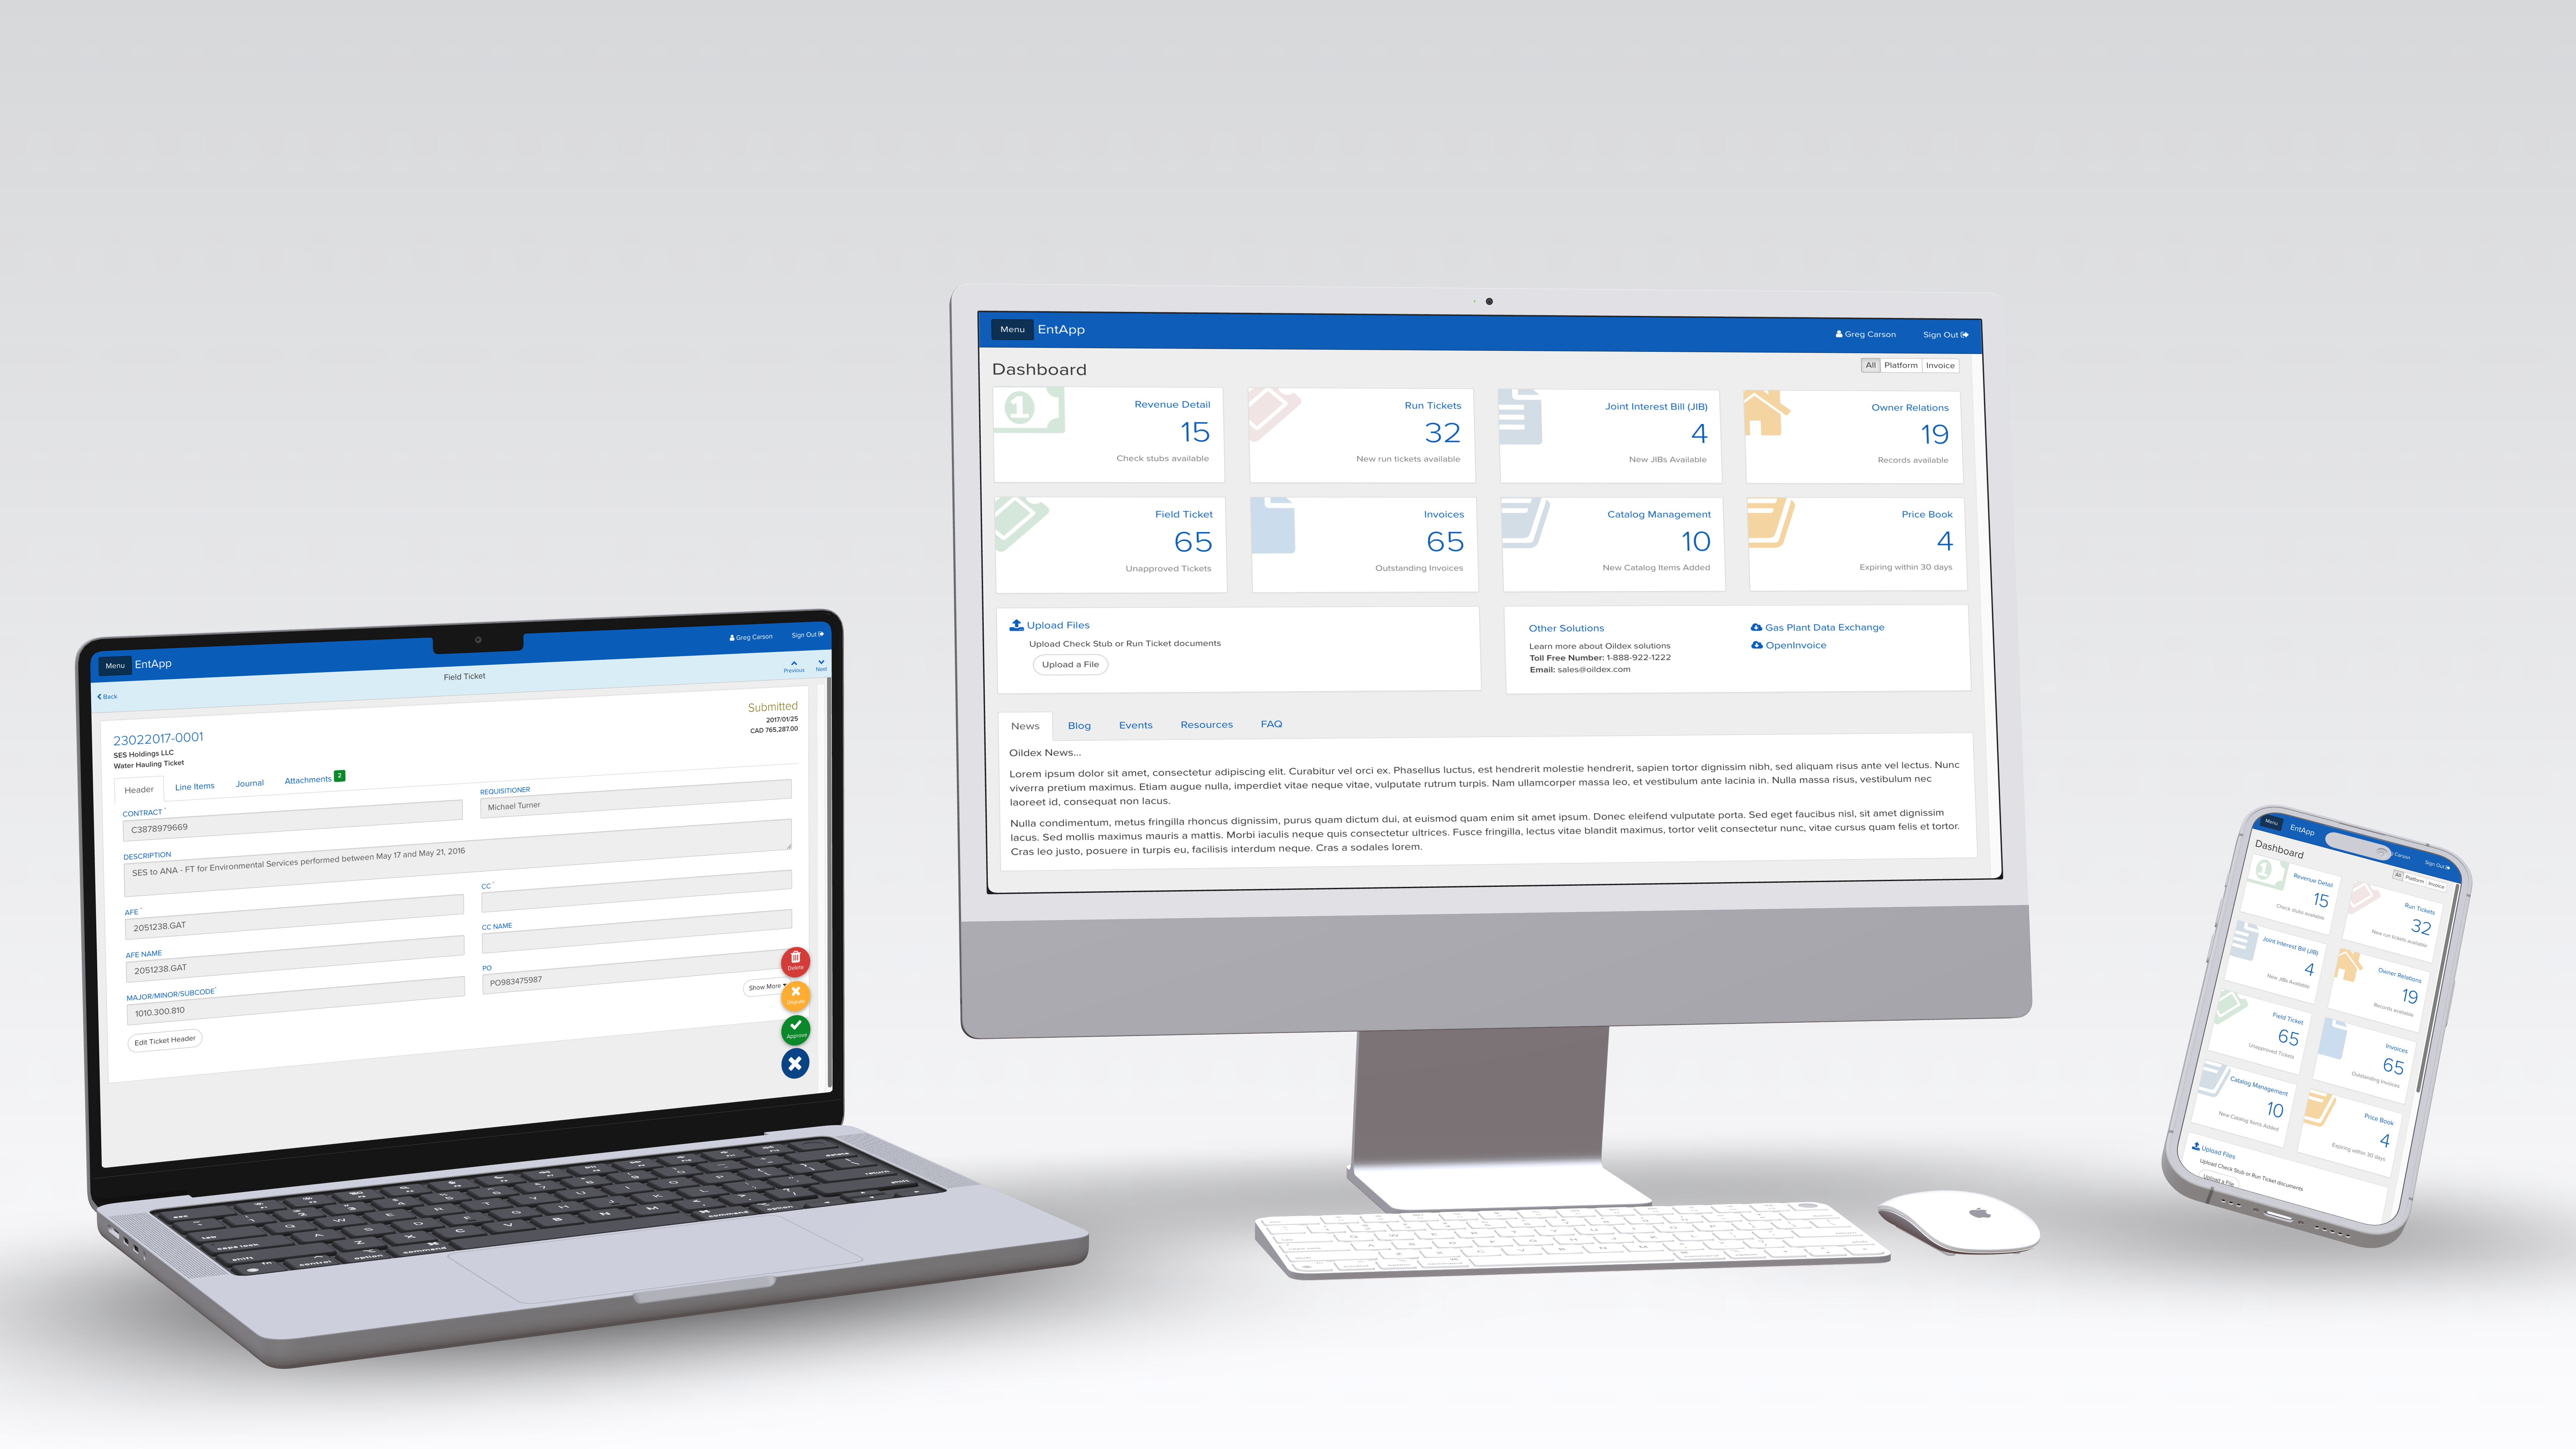 Menu EntApp
Greg Carson Sign Out
Back
Field Ticket
Previous Next
23022017-0001
SES Holdings LLC
Water Hauling Ticket
Submitted
2017/01/25
CAD 765,287.00
Header Line Items Journal Attachments 2
CONTRACT *
C3878979669
REQUISITIONER
Michael Turner
DESCRIPTION
SES to ANA - FT for Environmental Services performed between May 17 and May 21, 2016
AFE *
2051238.GAT
CC *
AFE NAME
2051238.GAT
CC NAME
MAJOR/MINOR/SUBCODE*
1010.300.810
PO
PO983475987
Show More
Edit Ticket Header
Delete
Dispute
Approve
Menu EntApp
Greg Carson Sign Out
Dashboard
All Platform Invoice
Revenue Detail
15
Check stubs available
Run Tickets
32
New run tickets available
Joint Interest Bill (JIB)
4
New JIBs Available
Owner Relations
19
Records available
Field Ticket
65
Unapproved Tickets
Invoices
65
Outstanding Invoices
Catalog Management
10
New Catalog Items Added
Price Book
4
Expiring within 30 days
Upload Files
Upload Check Stub or Run Ticket documents
Upload a File
Other Solutions
Learn more about Oildex solutions
Toll Free Number: 1-888-922-1222
Email: sales@oildex.com
Gas Plant Data Exchange
OpenInvoice
News Blog Events Resources FAQ
Oildex News...
Lorem ipsum dolor sit amet, consectetur adipiscing elit. Curabitur vel orci ex. Phasellus luctus, est hendrerit molestie hendrerit, sapien tortor dignissim nibh, sed aliquam risus ante vel lectus. Nunc
viverra pretium maximus. Etiam augue nulla, imperdiet vitae neque vitae, vulputate rutrum turpis. Nam ullamcorper massa leo, et vestibulum ante lacinia in. Nulla massa risus, vestibulum nec
laoreet id, consequat non lacus.
Nulla condimentum, metus fringilla rhoncus dignissim, purus quam dictum dui, at euismod quam enim sit amet ipsum. Donec eleifend vulputate porta. Sed eget faucibus nisl, sit amet dignissim
lacus. Sed mollis maximus mauris a mattis. Morbi iaculis neque quis consectetur ultrices. Fusce fringilla, lectus vitae blandit maximus, tortor velit consectetur nunc, vitae cursus quam felis et tortor.
Cras leo justo, posuere in turpis eu, facilisis interdum neque. Cras a sodales lorem.
Menu EntApp
Carson Sign Out
Dashboard
All Platform Invoice
Revenue Detail
15
Check stubs available
Run Tickets
32
New run tickets available
Joint Interest Bill (JIB)
4
New JIBs Available
Owner Relations
19
Records available
Field Ticket
65
Unapproved Tickets
Invoices
65
Outstanding Invoices
Catalog Management
10
New Catalog Items Added
Price Book
4
Expiring within 30 days
Upload Files
Upload Check Stub or Run Ticket documents
Upload a File